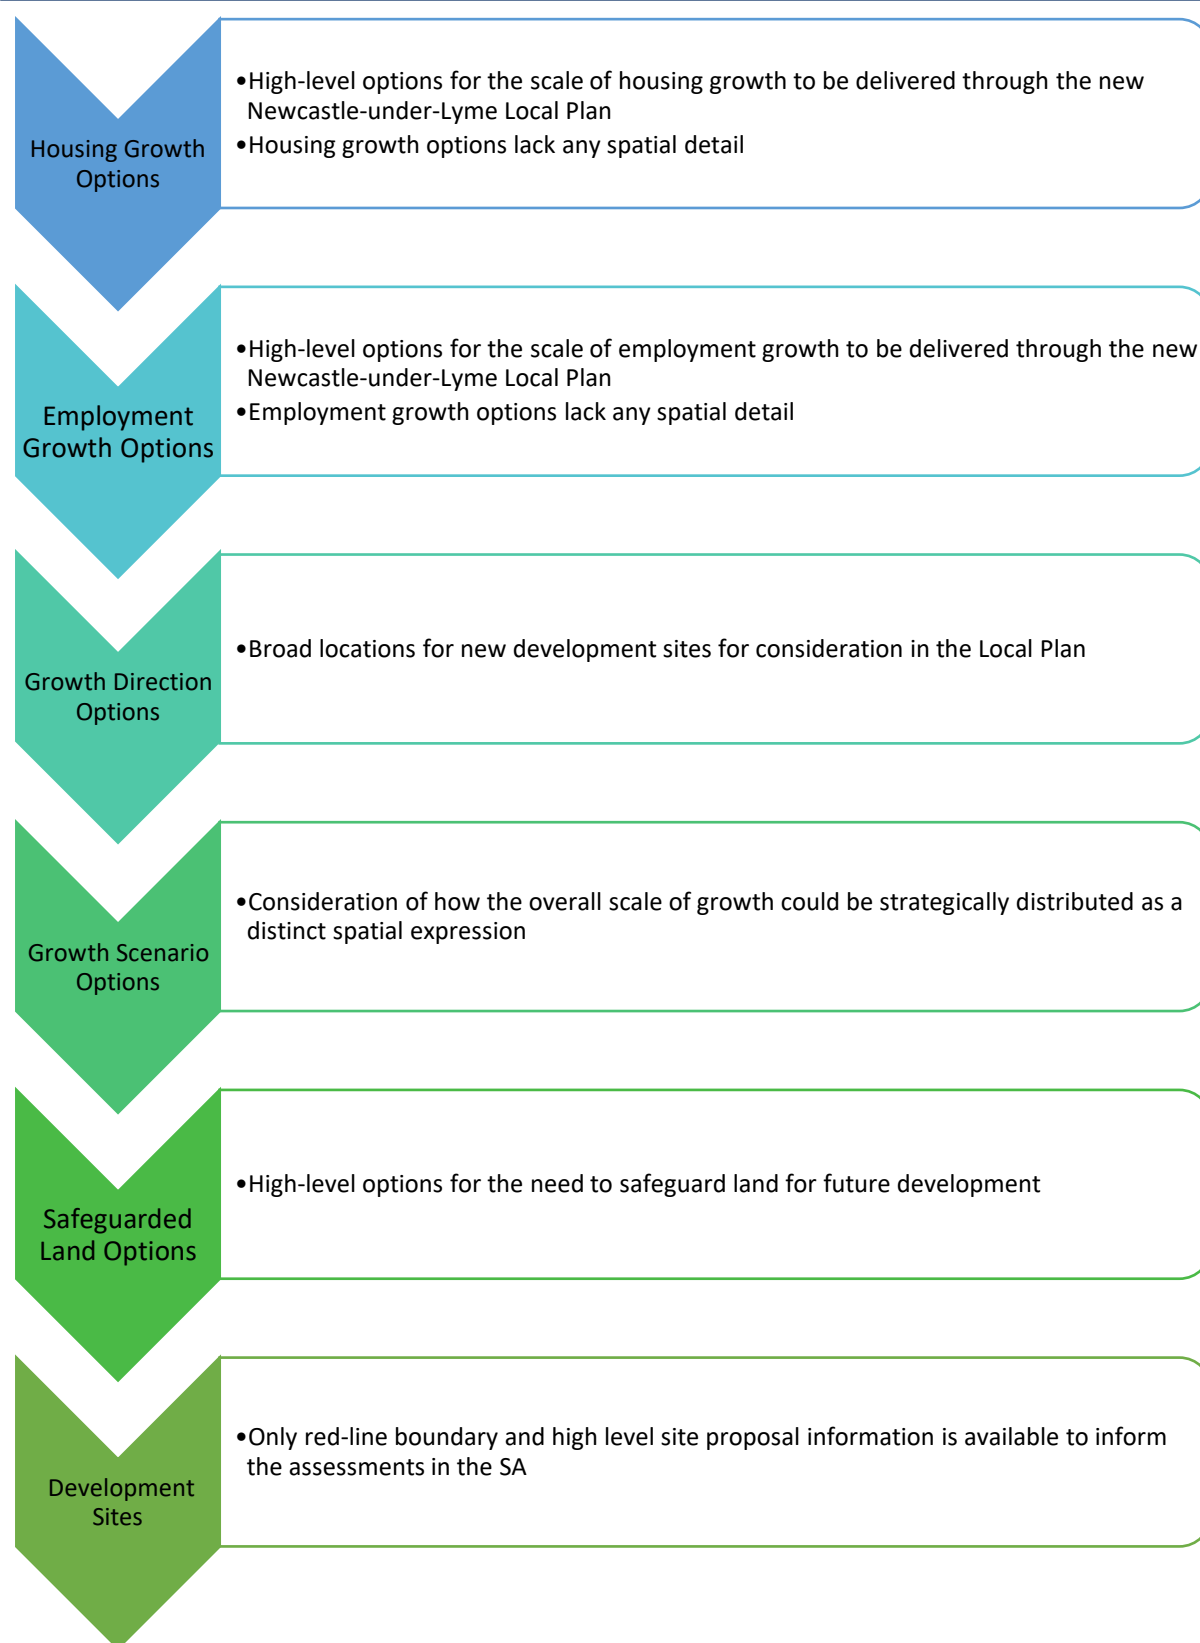 Housing Growth
Options
•High-level options for the scale of housing growth to be delivered through the new
Newcastle-under-Lyme Local Plan
•Housing growth options lack any spatial detail
Employment
Growth Options
•High-level options for the scale of employment growth to be delivered through the new
Newcastle-under-Lyme Local Plan
•Employment growth options lack any spatial detail
Growth Direction
Options
•Broad locations for new development sites for consideration in the Local Plan
Growth Scenario
Options
•Consideration of how the overall scale of growth could be strategically distributed as a
distinct spatial expression
Safeguarded
Land Options
•High-level options for the need to safeguard land for future development
Development
Sites
•Only red-line boundary and high level site proposal information is available to inform
the assessments in the SA